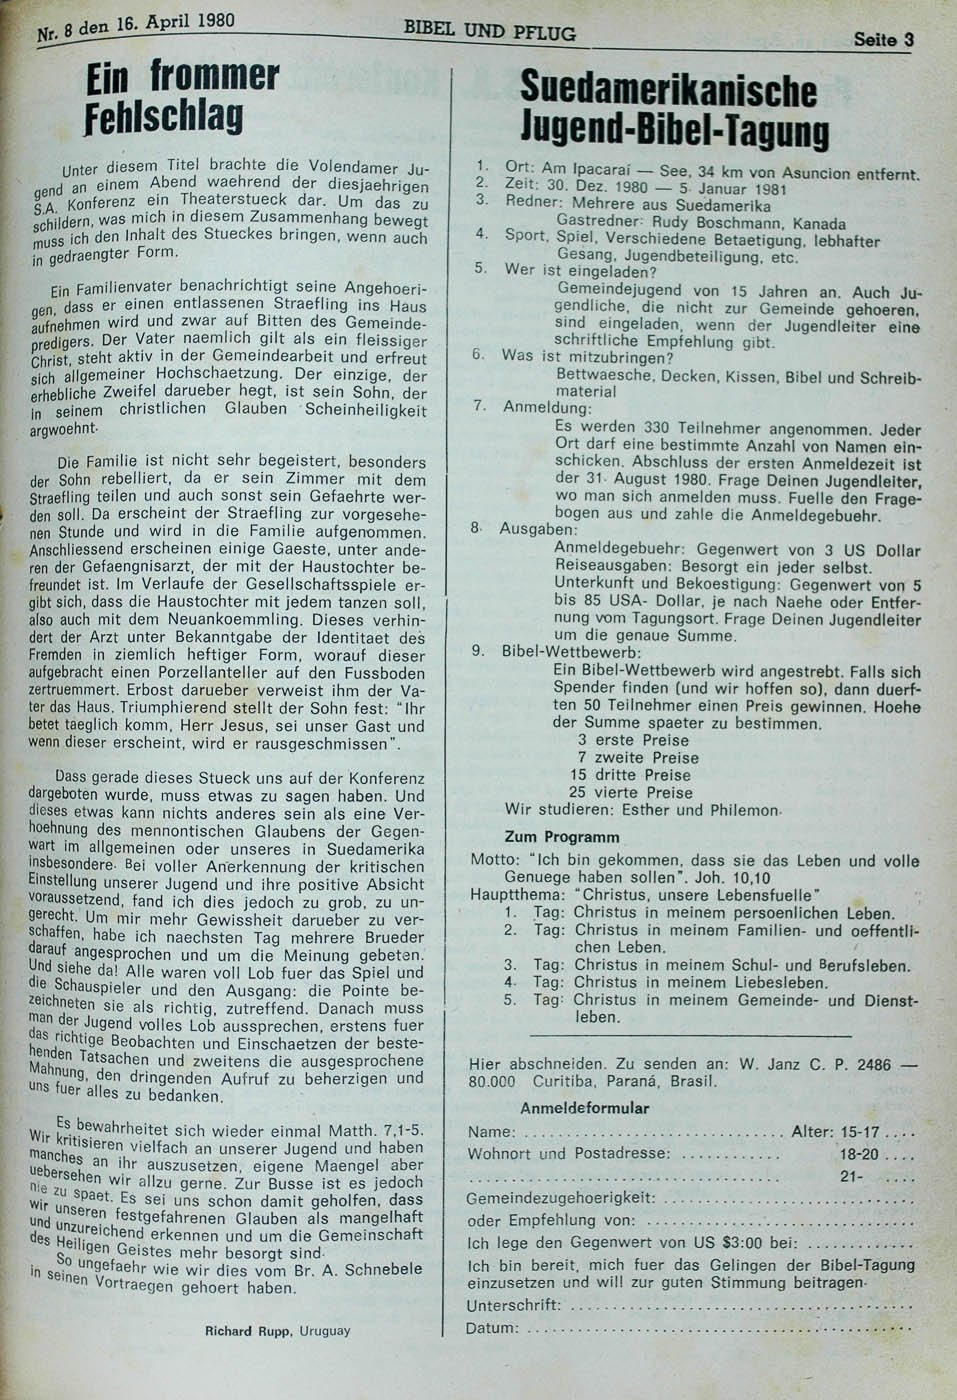 Nr. 8 den 16. April 1980
BIBEL UND PFLUG
Seite 3
Ein frommer
Fehlschlag
Unter diesem Titel brachte die Volendamer Ju-
gend an einem Abend waehrend der diesjaehrigen
S.A. Konferenz ein Theaterstueck dar. Um das zu
schildern, was mich in diesem Zusammenhang bewegt
muss ich den Inhalt des Stueckes bringen, wenn auch
in gedraengter Form.
Ein Familienvater benachrichtigt seine Angehoeri-
gen, dass er einen entlassenen Straefling ins Haus
aufnehmen wird und zwar auf Bitten des Gemeinde-
predigers. Der Vater naemlich gilt als ein fleissiger
Christ, steht aktiv in der Gemeindearbeit und erfreut
sich allgemeiner Hochschaetzung. Der einzige, der
erhebliche Zweifel darueber hegt, ist sein Sohn, der
in seinem christlichen Glauben Scheinheiligkeit
argwoehnt.
Die Familie ist nicht sehr begeistert, besonders
der Sohn rebelliert, da er sein Zimmer mit dem
Straefling teilen und auch sonst sein Gefaehrte wer-
den soll. Da erscheint der Straefling zur vorgesehe-
nen Stunde und wird in die Familie aufgenommen.
Anschliessend erscheinen einige Gaeste, unter ande-
ren der Gefaengnisarzt, der mit der Haustochter be-
freundet ist. Im Verlaufe der Gesellschaftsspiele er-
gibt sich, dass die Haustochter mit jedem tanzen soll,
also auch mit dem Neuankoemmling. Dieses verhin-
dert der Arzt unter Bekanntgabe der Identitaet des
Fremden in ziemlich heftiger Form, worauf dieser
aufgebracht einen Porzellanteller auf den Fussboden
zertruemmert. Erbost darueber verweist ihm der Va-
ter das Haus. Triumphierend stellt der Sohn fest: "Ihr
betet taeglich komm, Herr Jesus, sei unser Gast und
wenn dieser erscheint, wird er rausgeschmissen".
Dass gerade dieses Stueck uns auf der Konferenz
dargeboten wurde, muss etwas zu sagen haben. Und
dieses etwas kann nichts anderes sein als eine Ver-
hoehnung des mennontischen Glaubens der Gegen-
wart im allgemeinen oder unseres in Suedamerika
insbesondere. Bei voller Anerkennung der kritischen
Einstellung unserer Jugend und ihre positive Absicht
voraussetzend, fand ich dies jedoch zu grob, zu un-
gerecht. Um mir mehr Gewissheit darueber zu ver-
schaffen, habe ich naechsten Tag mehrere Brueder
darauf angesprochen und um die Meinung gebeten.
Und siehe da! Alle waren voll Lob fuer das Spiel und
die Schauspieler und den Ausgang: die Pointe be-
zeichneten sie als richtig, zutreffend. Danach muss
man der Jugend volles Lob aussprechen, erstens fuer
das richtige Beobachten und Einschaetzen der beste-
henden Tatsachen und zweitens die ausgesprochene
Mahnung, den dringenden Aufruf zu beherzigen und
uns fuer alles zu bedanken.
Es bewahrheitet sich wieder einmal Matth. 7,1-5.
Wir kritisieren vielfach an unserer Jugend und haben
manches an ihr auszusetzen, eigene Maengel aber
uebersehen wir allzu gerne. Zur Busse ist es jedoch
nie zu spaet. Es sei uns schon damit geholfen, dass
wir unseren festgefahrenen Glauben als mangelhaft
und unzureichend erkennen und um die Gemeinschaft
des Heiligen Geistes mehr besorgt sind.
So ungefaehr wie wir dies vom Br. A. Schnebele
in seinen Vortraegen gehoert haben.
Richard Rupp, Uruguay
Suedamerikanische
Jugend-Bibel-Tagung
1. Ort: Am Ipacaraí — See, 34 km von Asuncion entfernt.
2. Zeit: 30. Dez. 1980 — 5. Januar 1981
3. Redner: Mehrere aus Suedamerika
Gastredner: Rudy Boschmann, Kanada
4. Sport, Spiel, Verschiedene Betaetigung, lebhafter
Gesang, Jugendbeteiligung, etc.
5. Wer ist eingeladen?
Gemeindejugend von 15 Jahren an. Auch Ju-
gendliche, die nicht zur Gemeinde gehoeren,
sind eingeladen, wenn der Jugendleiter eine
schriftliche Empfehlung gibt.
6. Was ist mitzubringen?
Bettwaesche, Decken, Kissen, Bibel und Schreib-
material
7. Anmeldung:
Es werden 330 Teilnehmer angenommen. Jeder
Ort darf eine bestimmte Anzahl von Namen ein-
schicken. Abschluss der ersten Anmeldezeit ist
der 31. August 1980. Frage Deinen Jugendleiter,
wo man sich anmelden muss. Fuelle den Frage-
bogen aus und zahle die Anmeldegebuehr.
8. Ausgaben:
Anmeldegebuehr: Gegenwert von 3 US Dollar
Reiseausgaben: Besorgt ein jeder selbst.
Unterkunft und Bekoestigung: Gegenwert von 5
bis 85 USA- Dollar, je nach Naehe oder Entfer-
nung vom Tagungsort. Frage Deinen Jugendleiter
um die genaue Summe.
9. Bibel-Wettbewerb:
Ein Bibel-Wettbewerb wird angestrebt. Falls sich
Spender finden (und wir hoffen so), dann duerf-
ten 50 Teilnehmer einen Preis gewinnen. Hoehe
der Summe spaeter zu bestimmen.
3 erste Preise
7 zweite Preise
15 dritte Preise
25 vierte Preise
Wir studieren: Esther und Philemon.
Zum Programm
Motto: "Ich bin gekommen, dass sie das Leben und volle
Genuege haben sollen". Joh. 10,10
Hauptthema: "Christus, unsere Lebensfuelle"
1. Tag: Christus in meinem persoenlichen Leben.
2. Tag: Christus in meinem Familien- und oeffentli-
chen Leben.
3. Tag: Christus in meinem Schul- und Berufsleben.
4. Tag: Christus in meinem Liebesleben.
5. Tag: Christus in meinem Gemeinde- und Dienst-
leben.
Hier abschneiden. Zu senden an: W. Janz C. P. 2486 —
80.000 Curitiba, Paraná, Brasil.
Anmeldeformular
Name: .............................. Alter: 15-17 ....
Wohnort und Postadresse: ............ 18-20 ....
.................................... 21- ....
Gemeindezugehoerigkeit: .............................
oder Empfehlung von: ...............................
Ich lege den Gegenwert von US $3:00 bei: .............
Ich bin bereit, mich fuer das Gelingen der Bibel-Tagung
einzusetzen und will zur guten Stimmung beitragen.
Unterschrift: ........................................
Datum: .............................................